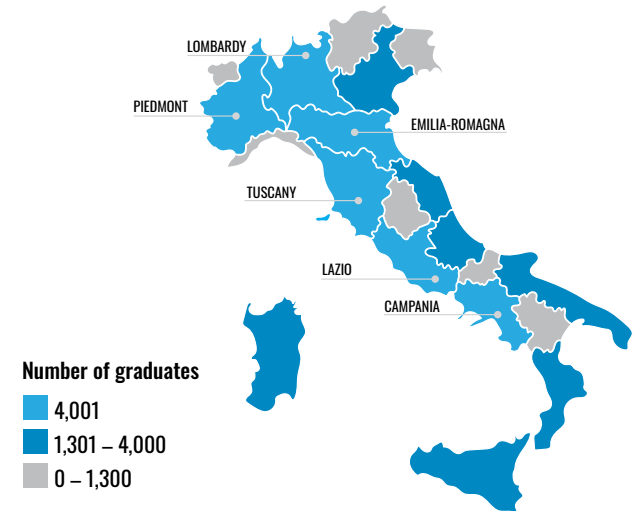 LOMBARDY
PIEDMONT
EMILIA-ROMAGNA
TUSCANY
LAZIO
CAMPANIA
Number of graduates
4,001
1,301 – 4,000
0 – 1,300